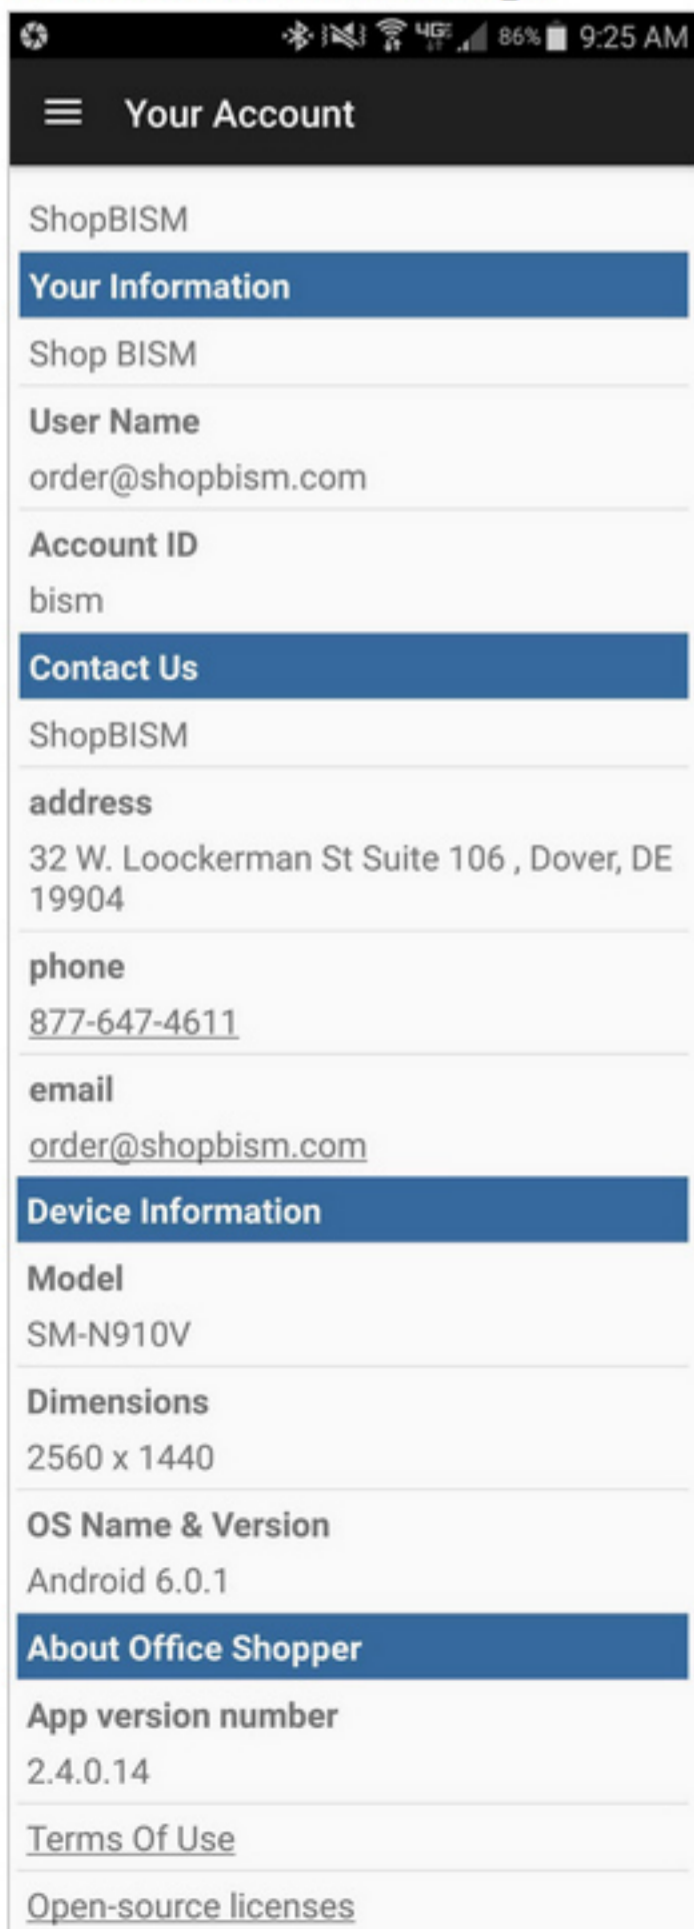 4G 86% 9:25 AM
Your Account
ShopBISM
Your Information
Shop BISM
User Name
order@shopbism.com
Account ID
bism
Contact Us
ShopBISM
address
32 W. Loockerman St Suite 106 , Dover, DE
19904
phone
877-647-4611
email
order@shopbism.com
Device Information
Model
SM-N910V
Dimensions
2560 x 1440
OS Name & Version
Android 6.0.1
About Office Shopper
App version number
2.4.0.14
Terms Of Use
Open-source licenses